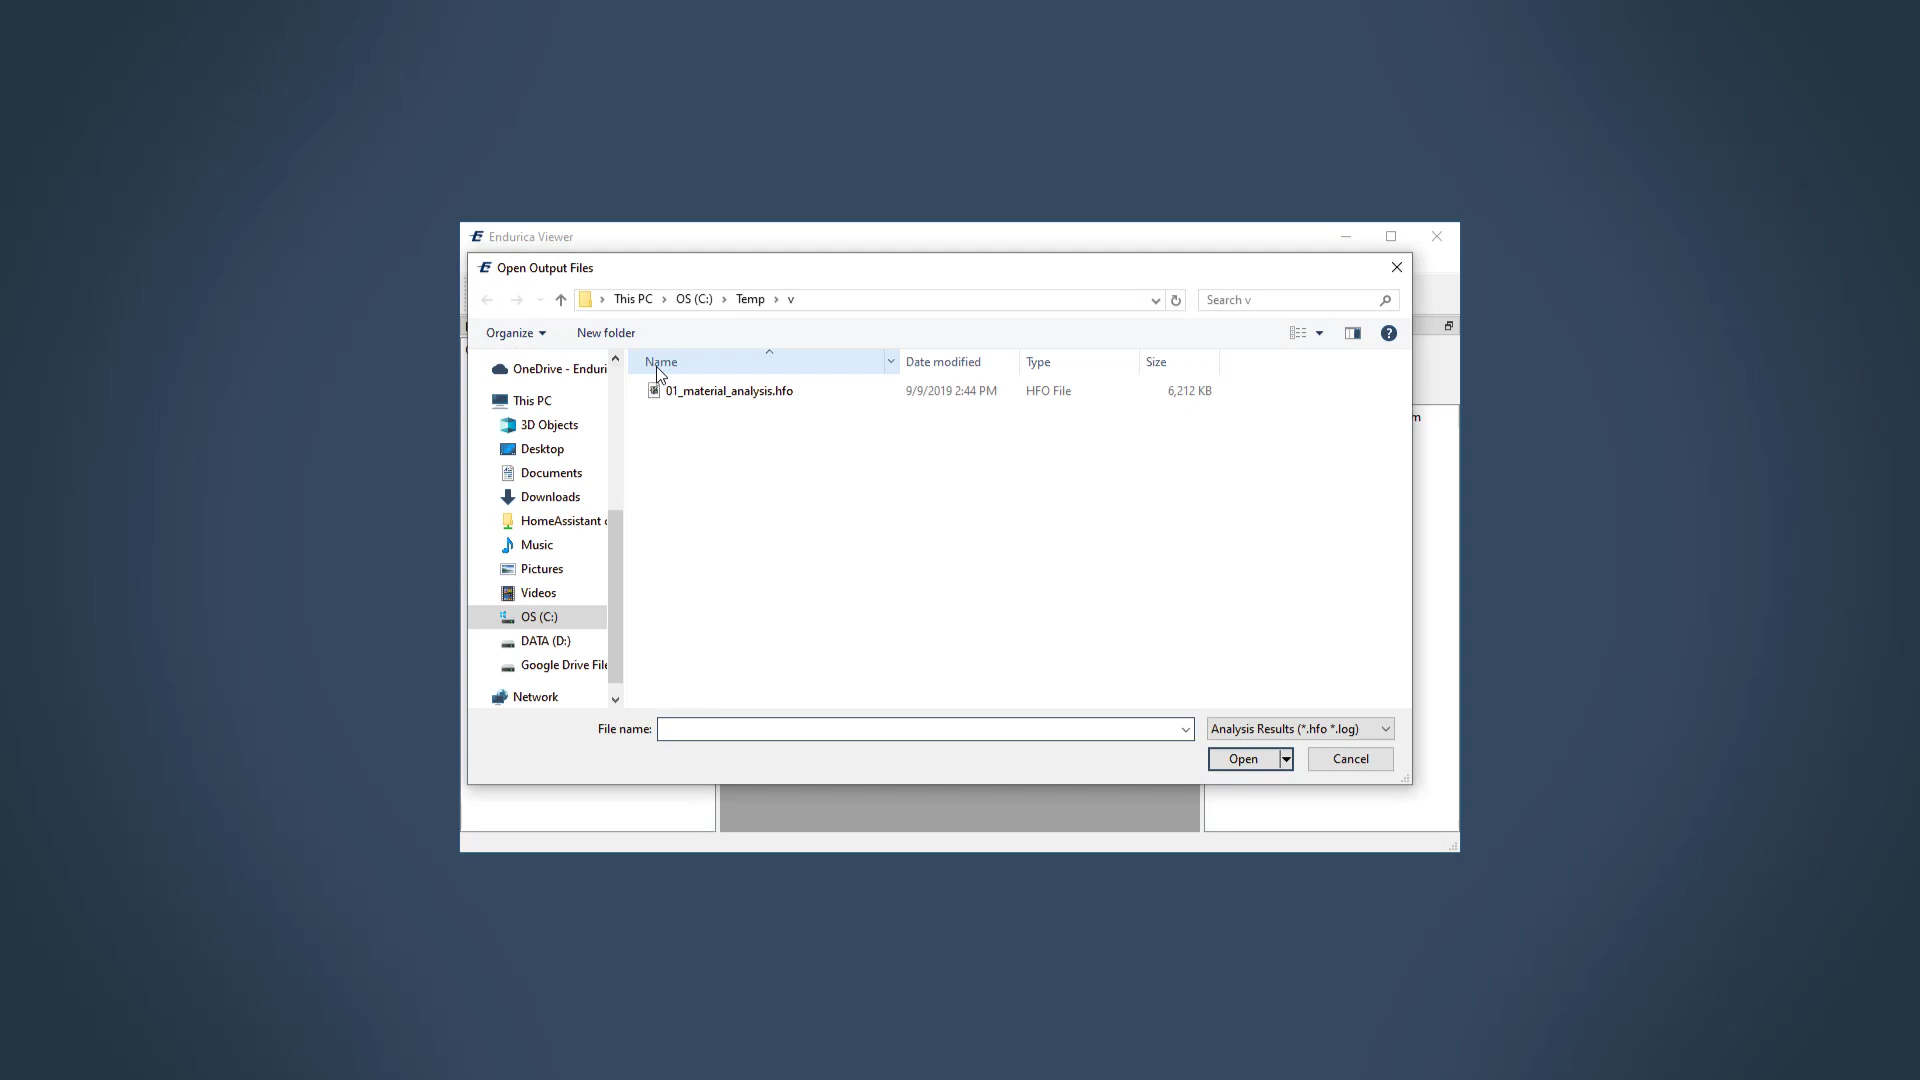 Endurica Viewer
Open Output Files
This PC > OS (C:) > Temp > v
Search v
Organize
New folder
Name
Date modified
Type
Size
01_material_analysis.hfo
9/9/2019 2:44 PM
HFO File
6,212 KB
OneDrive - Enduri
This PC
3D Objects
Desktop
Documents
Downloads
HomeAssistant
Music
Pictures
Videos
OS (C:)
DATA (D:)
Google Drive File
Network
m
File name:
Analysis Results (*.hfo *.log)
Open
Cancel